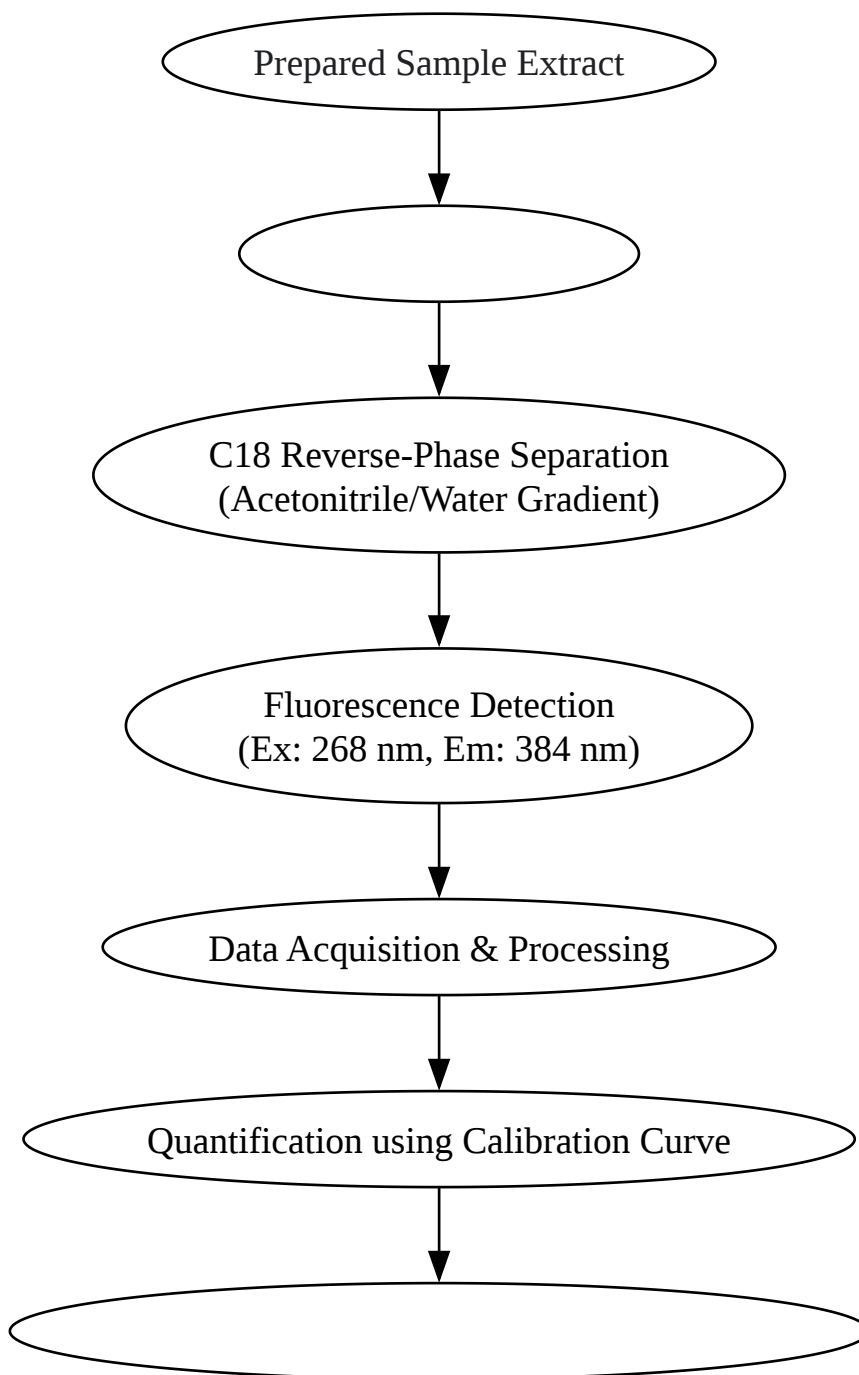 Prepared Sample Extract
C18 Reverse-Phase Separation
(Acetonitrile/Water Gradient)
Fluorescence Detection
(Ex: 268 nm, Em: 384 nm)
Data Acquisition & Processing
Quantification using Calibration Curve